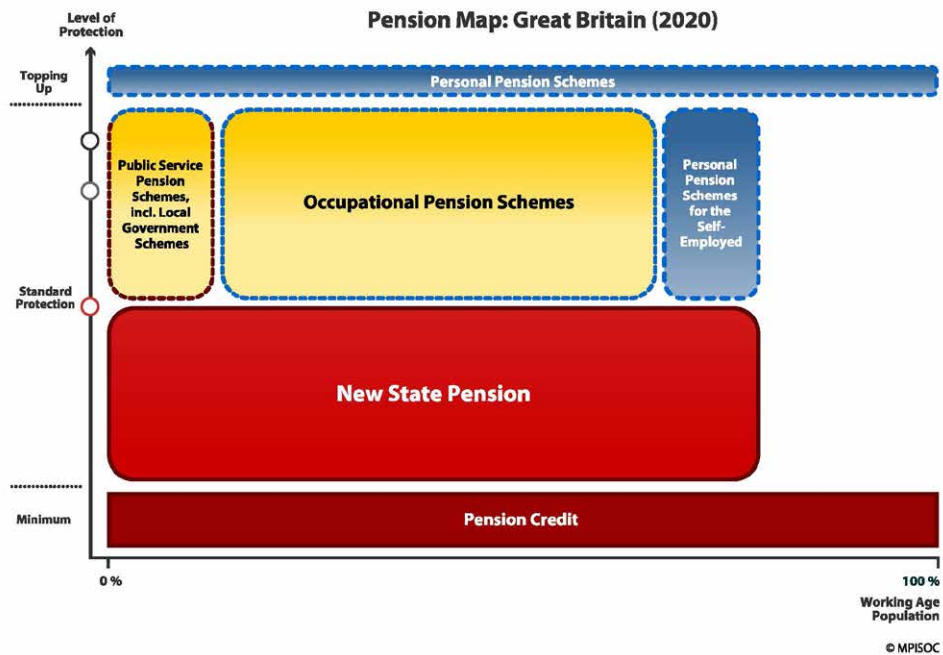 Pension Map: Great Britain (2020)
Level of
Protection
Topping
Up
Personal Pension Schemes
Public Service
Pension
Schemes,
incl. Local
Government
Schemes
Occupational Pension Schemes
Personal
Pension
Schemes
for the
Self-
Employed
Standard
Protection
New State Pension
Minimum
Pension Credit
0 %
100 %
Working Age
Population
© MPISOC